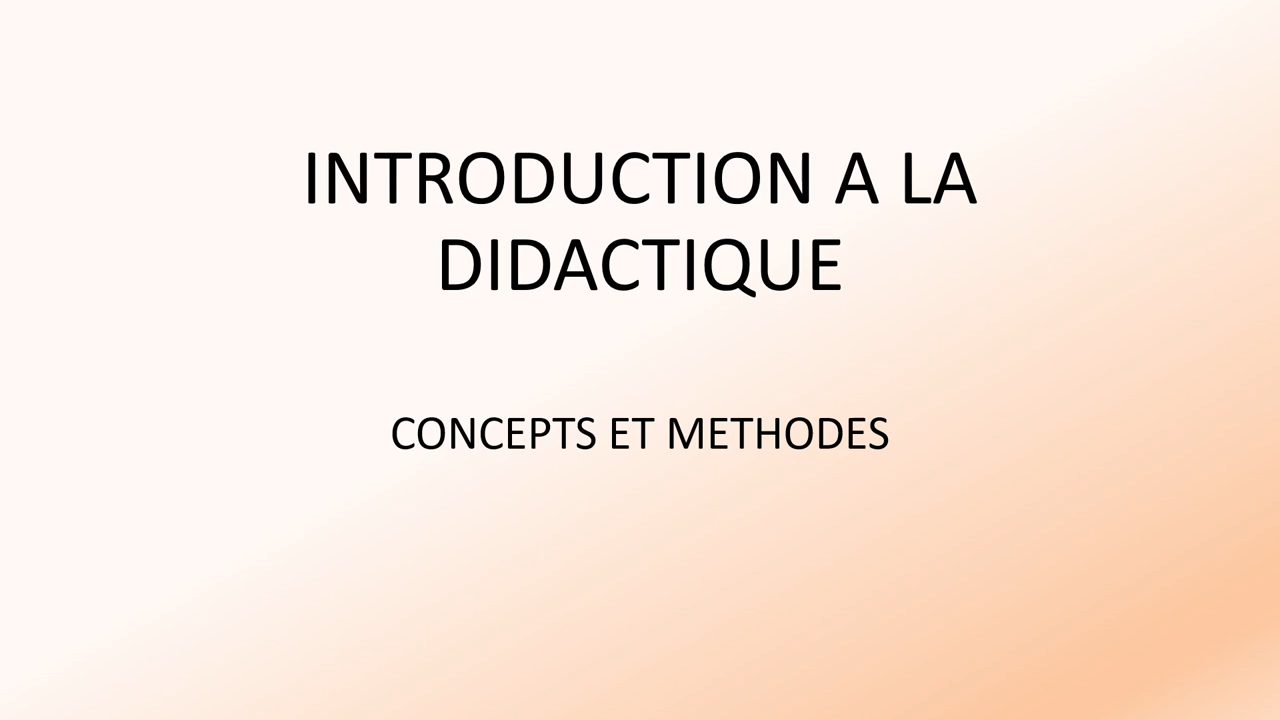 INTRODUCTION A LA
DIDACTIQUE
CONCEPTS ET METHODES